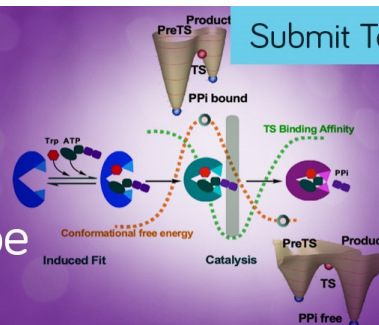 Product
PreTS
Submit T
TS
PPi bound
TS Binding Affinity
Trp ATP
PPi
Conformational free energy
Induced Fit
Catalysis
PreTS
Produc
TS
PPi free